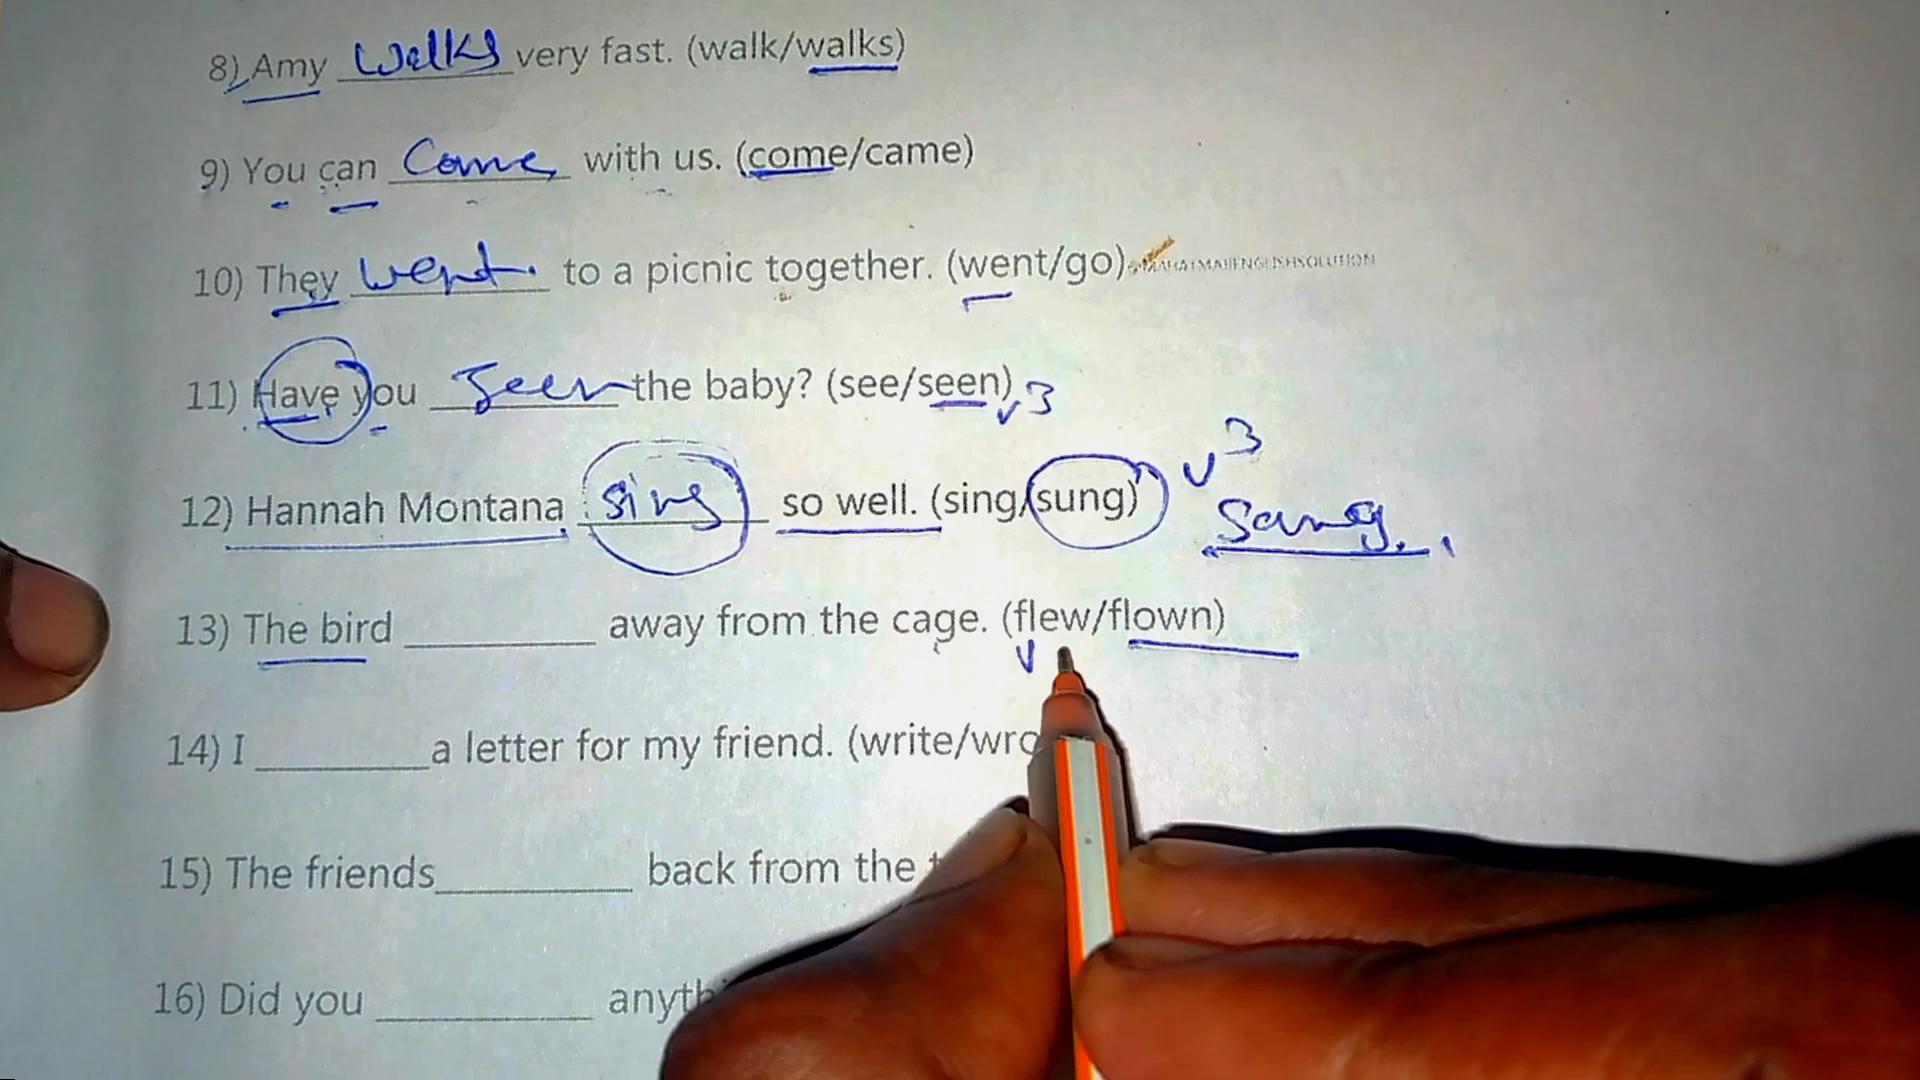 8) Amy walks very fast. (walk/walks)
9) You can come with us. (come/came)
10) They went to a picnic together. (went/go) @MAHATMAJIENGLISHSOLUTION
11) Have you seen the baby? (see/seen) v3
12) Hannah Montana sing so well. (sing/sung) v3 sang.
13) The bird ________ away from the cage. (flew/flown) v
14) I ________ a letter for my friend. (write/wro
15) The friends ________ back from the
16) Did you ________ anyth